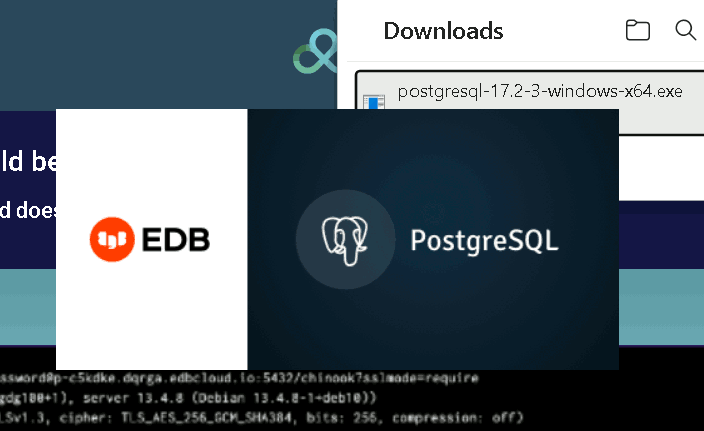 Downloads
postgresql-17.2-3-windows-x64.exe
ld be
d does
EDB
PostgreSQL
ssword@p-c5kdke.dqrga.edbcloud.io:5432/chinook?sslmode=require
gdg100+1), server 13.4.8 (Debian 13.4.8-1+deb10))
LSv1.3, cipher: TLS_AES_256_GCM_SHA384, bits: 256, compression: off)